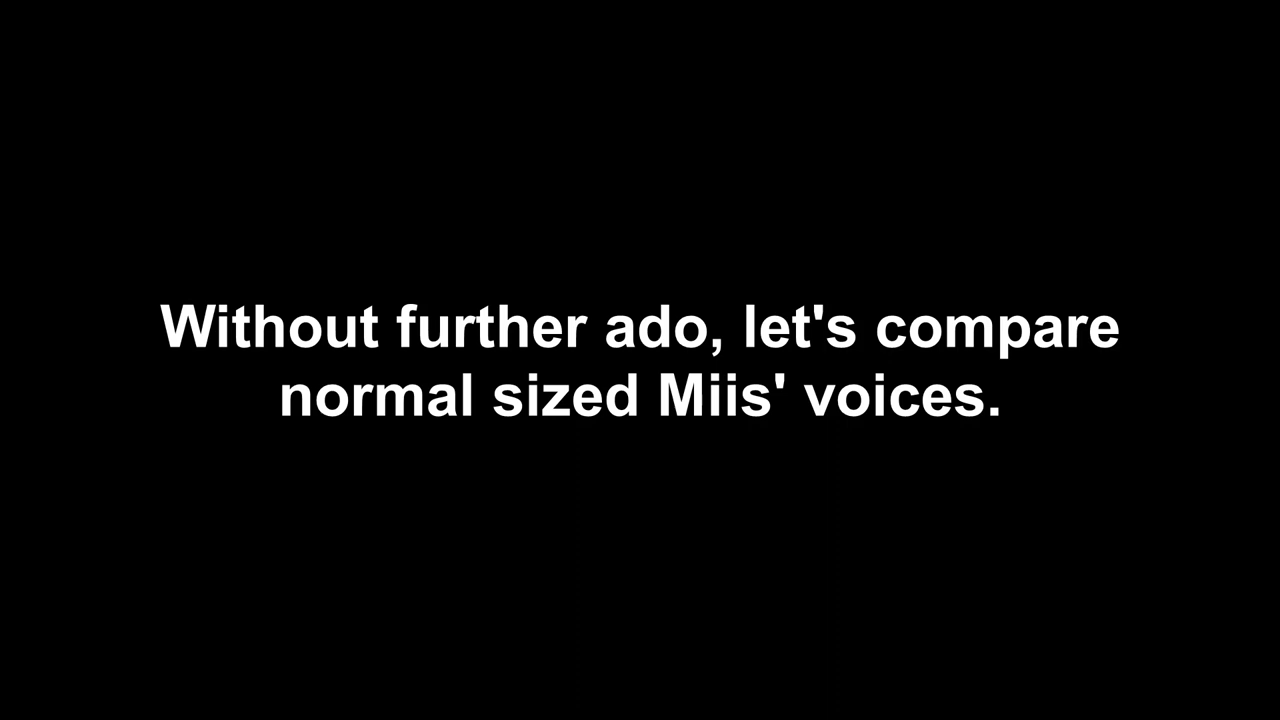 Without further ado, let's compare
normal sized Miis' voices.